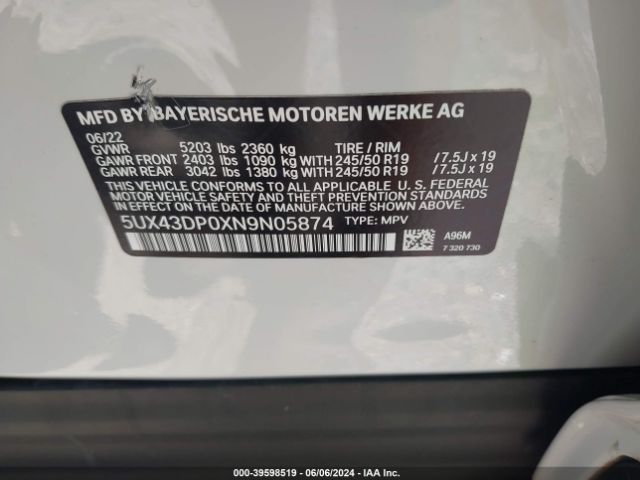 MFD BY BAYERISCHE MOTOREN WERKE AG
06/22
GVWR 5203 lbs 2360 kg TIRE / RIM
GAWR FRONT 2403 lbs 1090 kg WITH 245/50 R19 / 7.5J x 19
GAWR REAR 3042 lbs 1380 kg WITH 245/50 R19 / 7.5J x 19
THIS VEHICLE CONFORMS TO ALL APPLICABLE U. S. FEDERAL
MOTOR VEHICLE SAFETY AND THEFT PREVENTION STANDARDS
IN EFFECT ON THE DATE OF MANUFACTURE SHOWN ABOVE.
5UX43DP0XN9N05874 TYPE: MPV
A96M
7 320 730
000-39598519 - 06/06/2024 - IAA Inc.